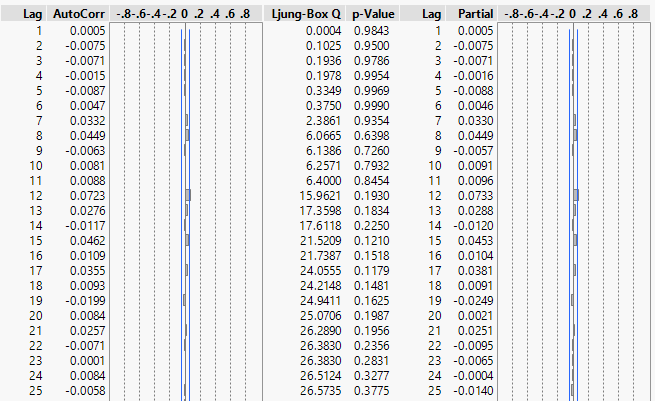 Lag AutoCorr -.8-.6-.4-.2 0 .2 .4 .6 .8 Ljung-Box Q p-Value Lag Partial -.8-.6-.4-.2 0 .2 .4 .6 .8
1 0.0005 0.0004 0.9843 1 0.0005
2 -0.0075 0.1025 0.9500 2 -0.0075
3 -0.0071 0.1936 0.9786 3 -0.0071
4 -0.0015 0.1978 0.9954 4 -0.0016
5 -0.0087 0.3349 0.9969 5 -0.0088
6 0.0047 0.3750 0.9990 6 0.0046
7 0.0332 2.3861 0.9354 7 0.0330
8 0.0449 6.0665 0.6398 8 0.0449
9 -0.0063 6.1386 0.7260 9 -0.0057
10 0.0081 6.2571 0.7932 10 0.0091
11 0.0088 6.4000 0.8454 11 0.0096
12 0.0723 15.9621 0.1930 12 0.0733
13 0.0276 17.3598 0.1834 13 0.0288
14 -0.0117 17.6118 0.2250 14 -0.0120
15 0.0462 21.5209 0.1210 15 0.0453
16 0.0109 21.7387 0.1518 16 0.0104
17 0.0355 24.0555 0.1179 17 0.0381
18 0.0093 24.2148 0.1481 18 0.0091
19 -0.0199 24.9411 0.1625 19 -0.0249
20 0.0084 25.0706 0.1987 20 0.0021
21 0.0257 26.2890 0.1956 21 0.0251
22 -0.0071 26.3830 0.2356 22 -0.0095
23 0.0001 26.3830 0.2831 23 -0.0065
24 0.0084 26.5124 0.3277 24 -0.0004
25 -0.0058 26.5735 0.3775 25 -0.0140